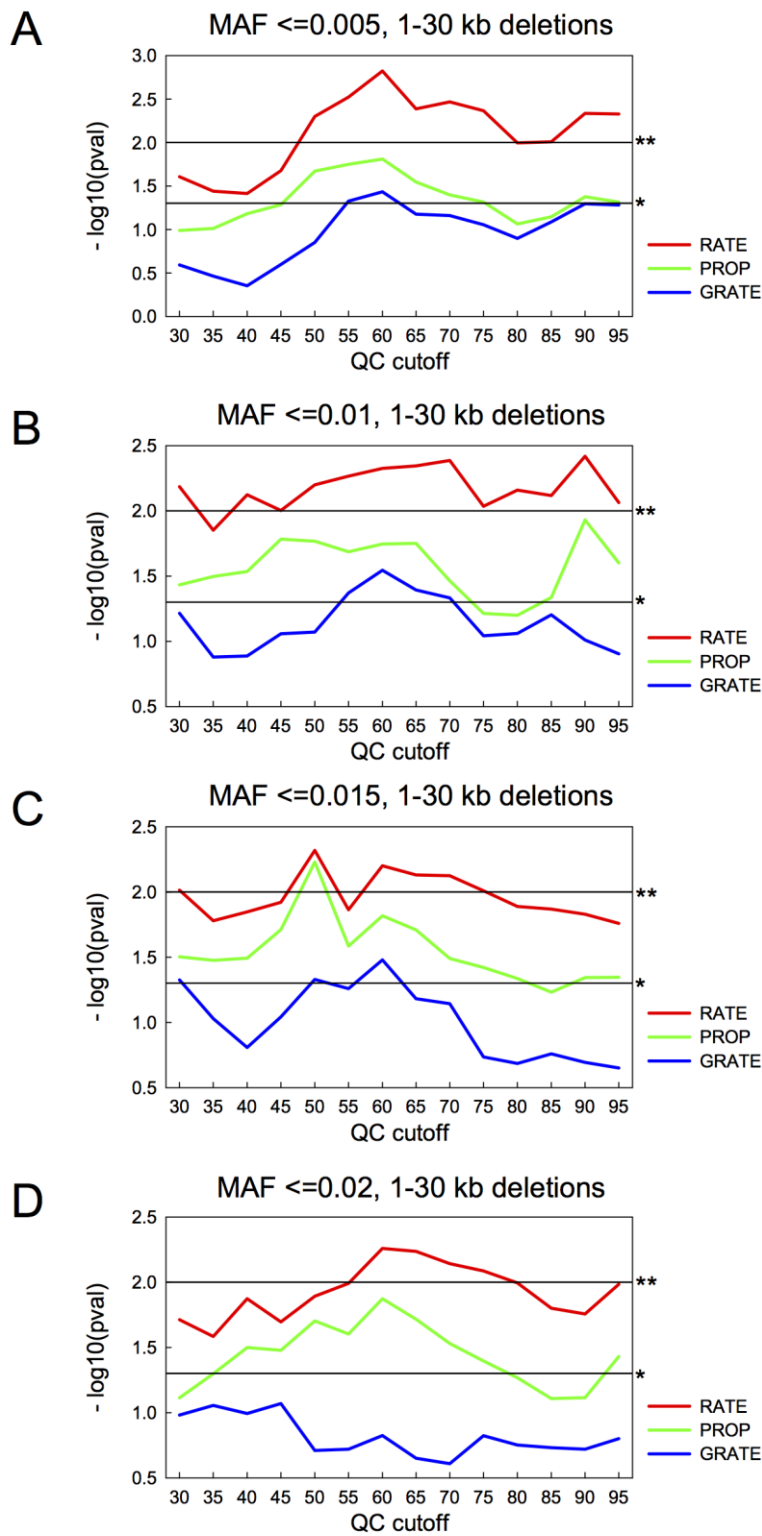 A
MAF <=0.005, 1-30 kb deletions
3.0
2.5
2.0
1.5
1.0
0.5
0.0
- log10(pval)
**
*
RATE
PROP
GRATE
30 35 40 45 50 55 60 65 70 75 80 85 90 95
QC cutoff
B
MAF <=0.01, 1-30 kb deletions
2.5
2.0
1.5
1.0
0.5
- log10(pval)
**
*
RATE
PROP
GRATE
30 35 40 45 50 55 60 65 70 75 80 85 90 95
QC cutoff
C
MAF <=0.015, 1-30 kb deletions
2.5
2.0
1.5
1.0
0.5
- log10(pval)
**
*
RATE
PROP
GRATE
30 35 40 45 50 55 60 65 70 75 80 85 90 95
QC cutoff
D
MAF <=0.02, 1-30 kb deletions
2.5
2.0
1.5
1.0
0.5
- log10(pval)
**
*
RATE
PROP
GRATE
30 35 40 45 50 55 60 65 70 75 80 85 90 95
QC cutoff